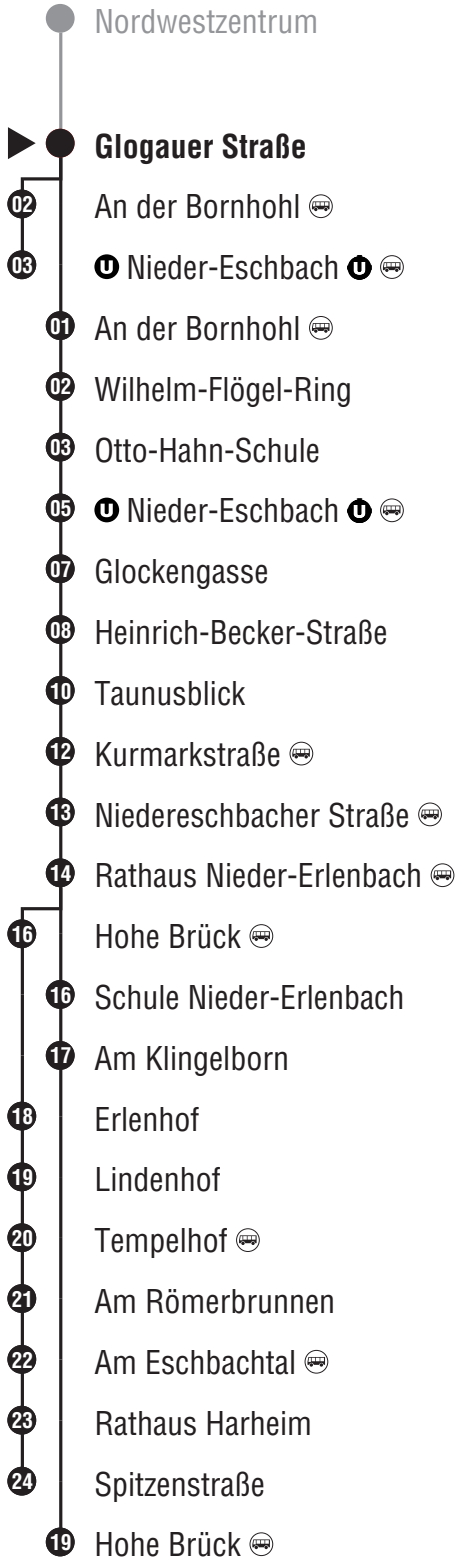 Nordwestzentrum
Glogauer Straße
02 An der Bornhohl
03 U Nieder-Eschbach U
01 An der Bornhohl
02 Wilhelm-Flögel-Ring
03 Otto-Hahn-Schule
05 U Nieder-Eschbach U
07 Glockengasse
08 Heinrich-Becker-Straße
10 Taunusblick
12 Kurmarkstraße
13 Niedereschbacher Straße
14 Rathaus Nieder-Erlenbach
16 Hohe Brück
16 Schule Nieder-Erlenbach
17 Am Klingelborn
18 Erlenhof
19 Lindenhof
20 Tempelhof
21 Am Römerbrunnen
22 Am Eschbachtal
23 Rathaus Harheim
24 Spitzenstraße
19 Hohe Brück